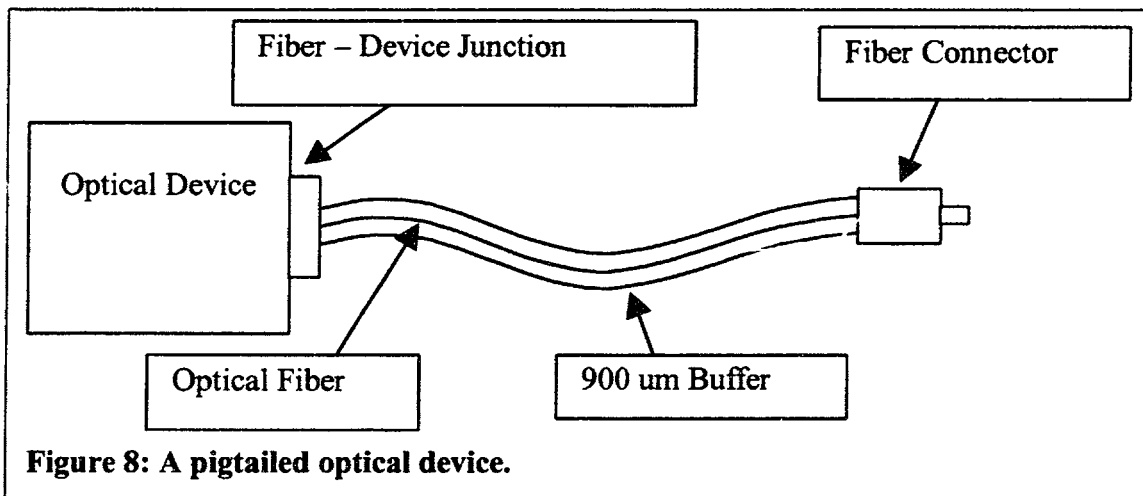 Fiber – Device Junction
Fiber Connector
Optical Device
Optical Fiber
900 um Buffer
Figure 8: A pigtailed optical device.